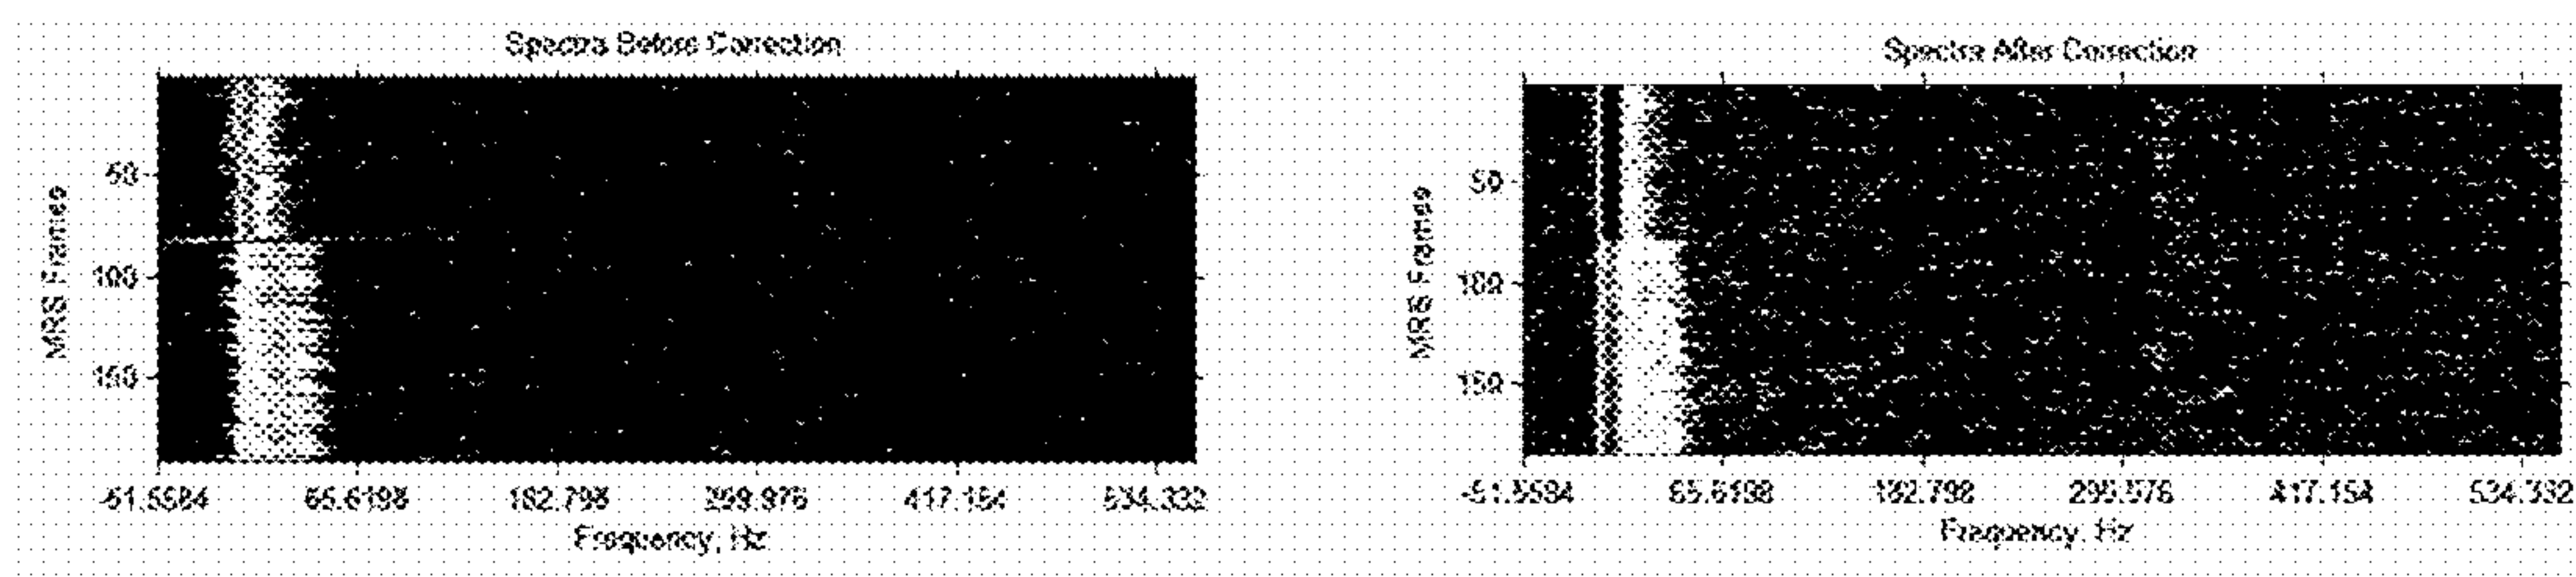 Spectra Before Correction
MRS Frames
50
100
150
-51.5584 65.6198 182.798 299.976 417.154 534.332
Frequency, Hz
Spectra After Correction
MRS Frames
50
100
150
-51.5584 65.6198 182.798 299.976 417.154 534.332
Frequency, Hz